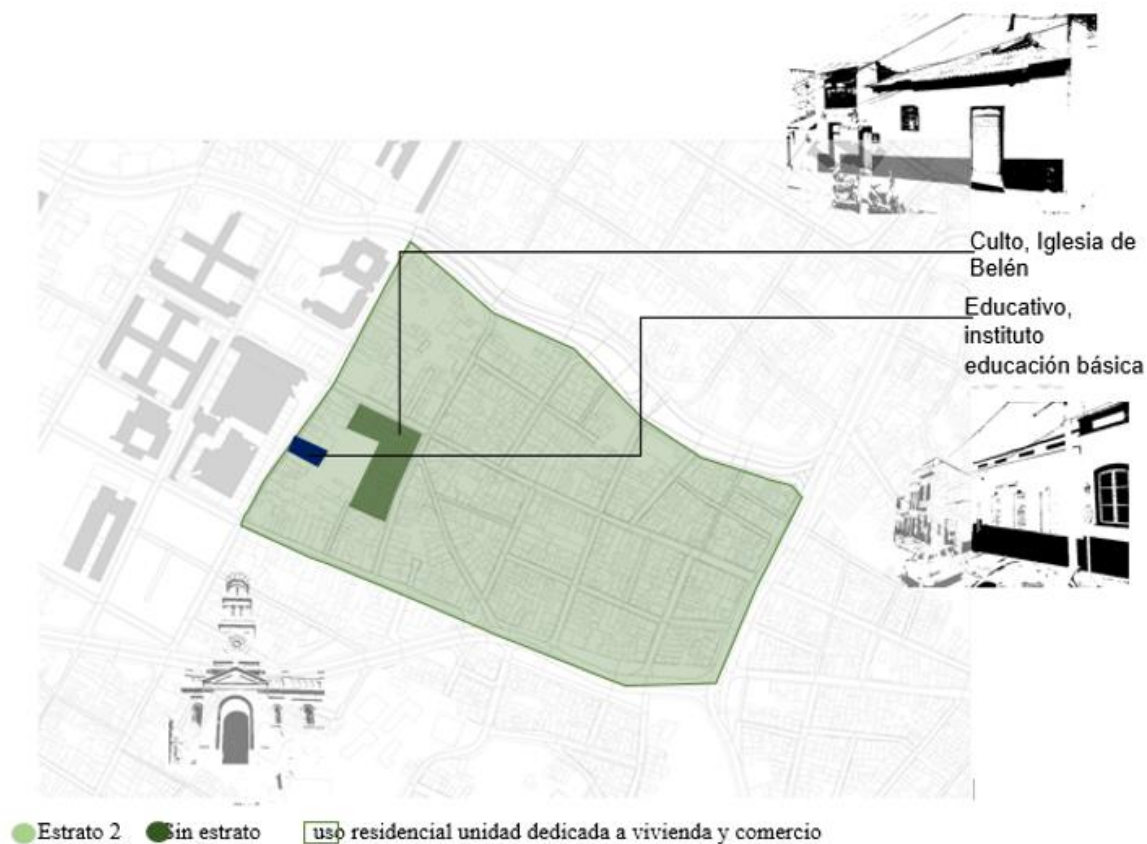 Culto, Iglesia de
Belén
Educativo,
instituto
educación básica
Estrato 2
Sin estrato
uso residencial unidad dedicada a vivienda y comercio